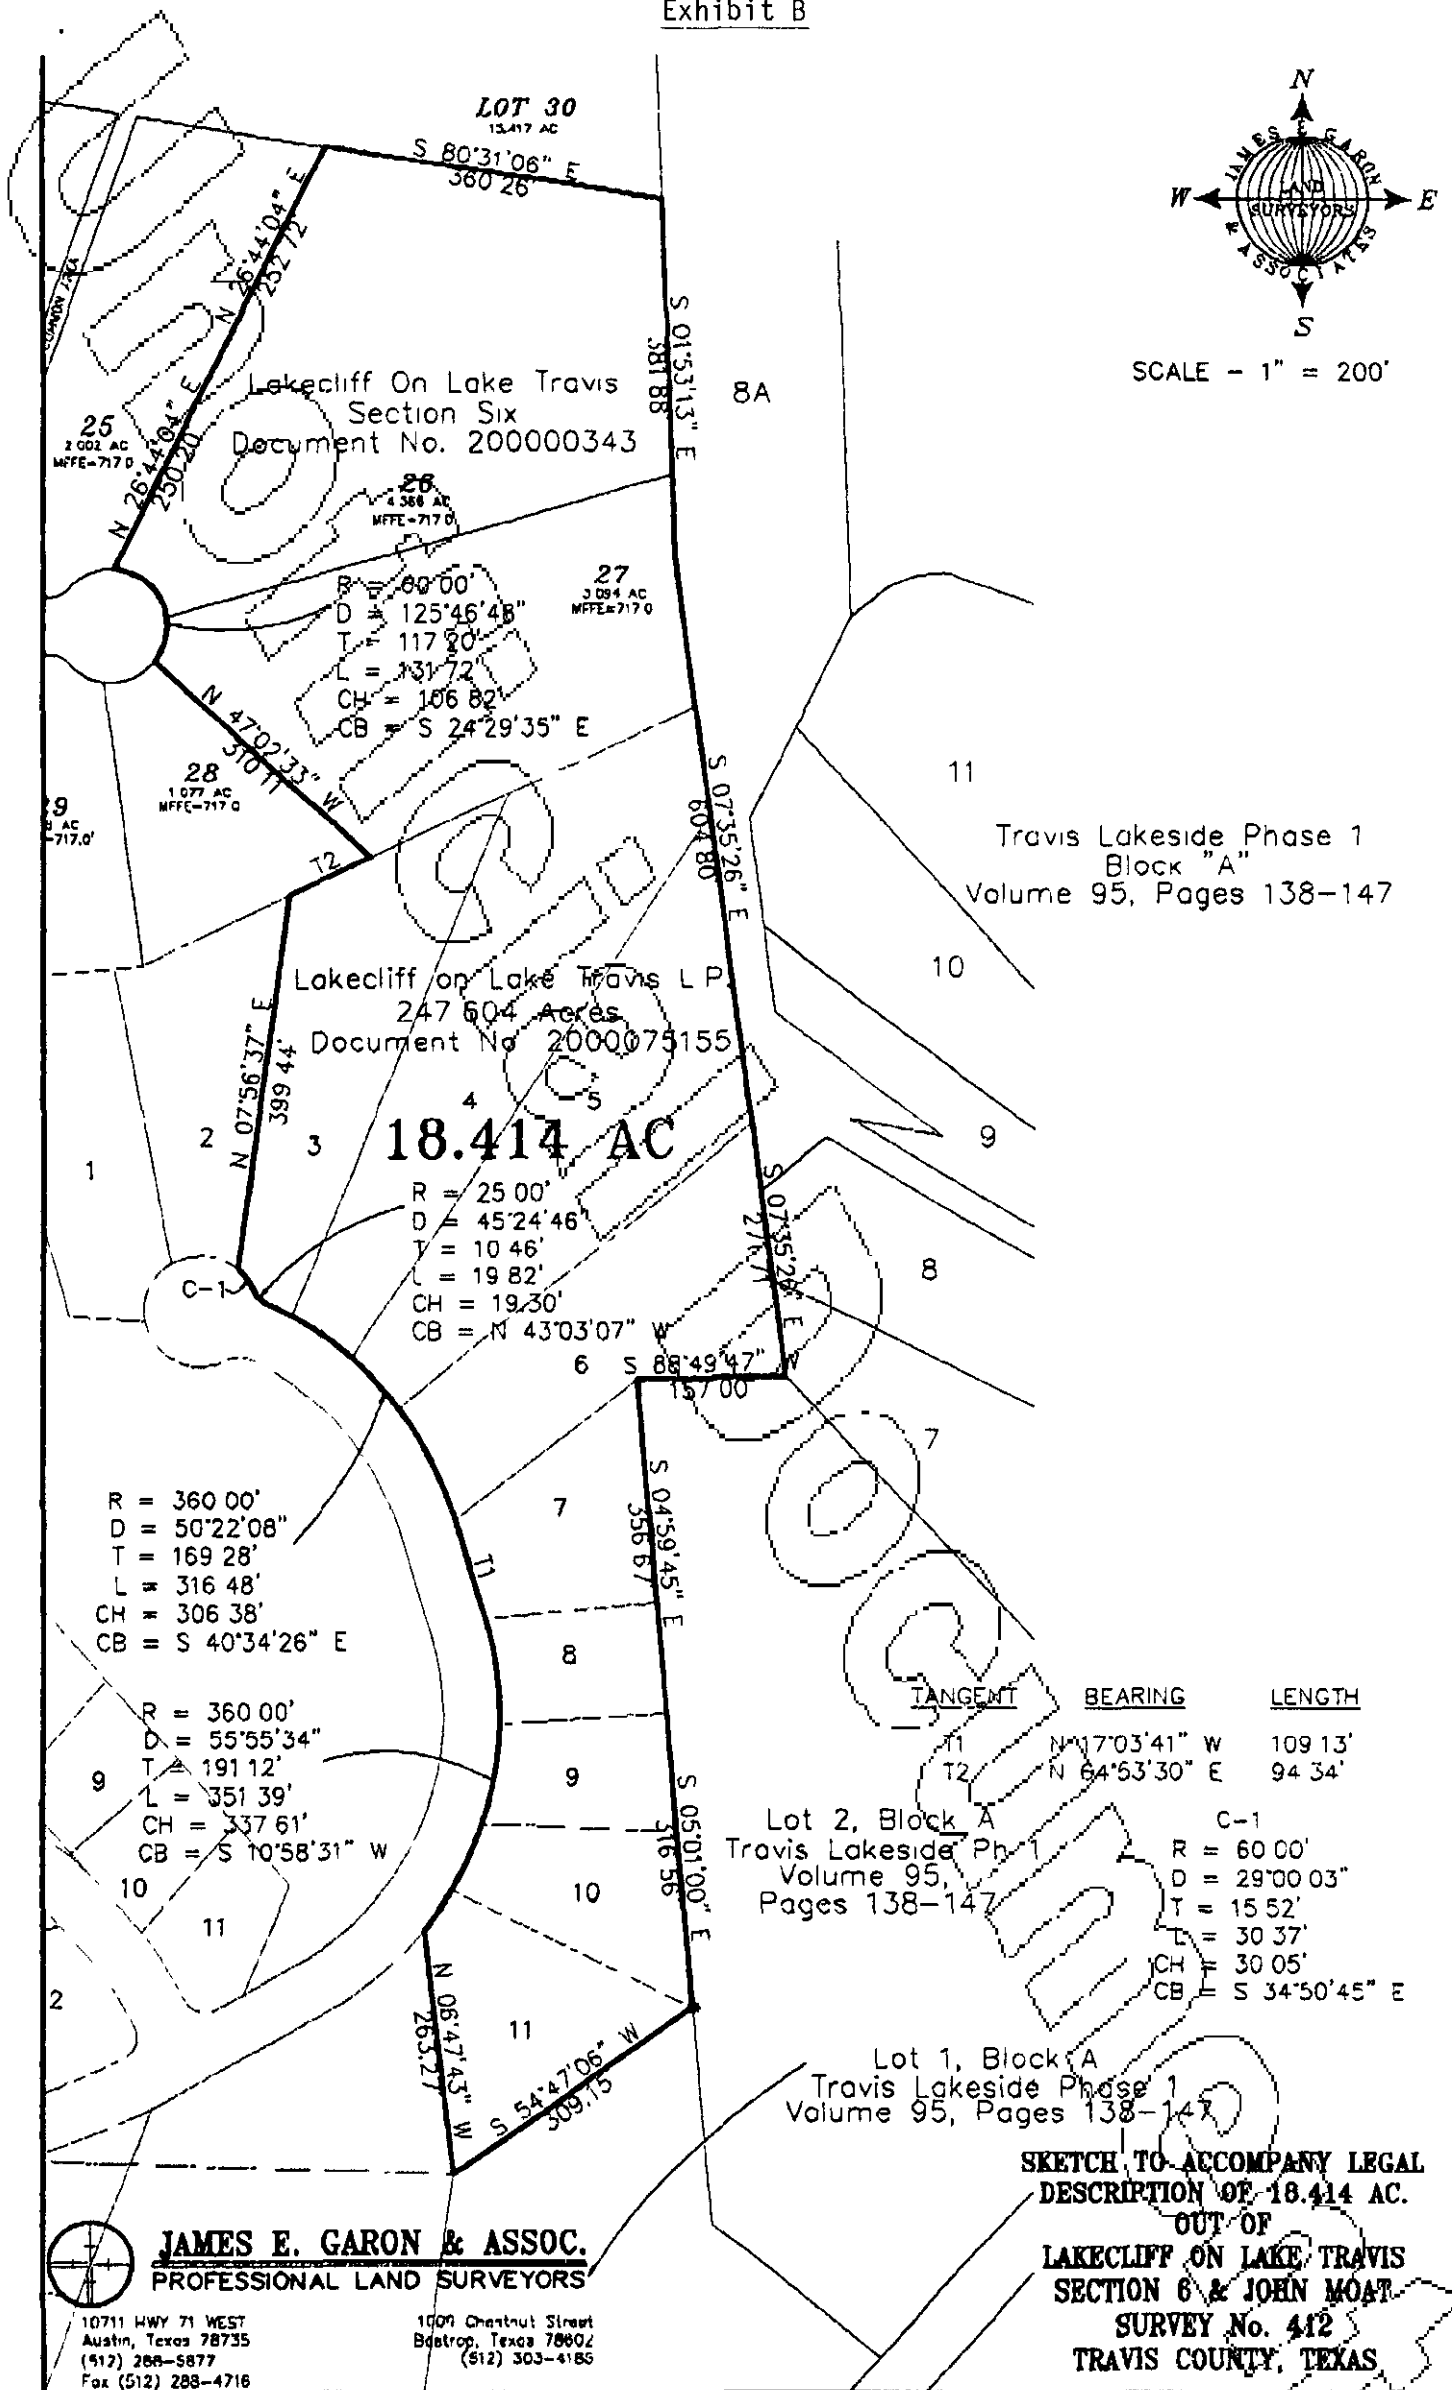 Exhibit B
LOT 30
13.417 AC
S 80°31'06" E
360 26'
N
JAMES E GARON
LAND
SURVEYORS
& ASSOCIATES
W
E
S
SCALE - 1" = 200'
N 26°44'04" E
252 72'
COMMON AREA
S 01°53'13" E
381 88
8A
Lakecliff On Lake Travis
Section Six
Document No. 200000343
25
2 002 AC
MFFE=717 0
N 26°44'04" E
250.20
26
4 366 AC
MFFE=717 0'
27
3 094 AC
MFFE=717 0
R = 60 00'
D = 125°46'48"
T = 117 20'
L = 131 72'
CH = 106 82'
CB = S 24°29'35" E
N 47°02'33" W
310 11
28
1 077 AC
MFFE=717 0
AC
-717.0'
T2
S 07°35'26" E
604 80
11
Travis Lakeside Phase 1
Block "A"
Volume 95, Pages 138-147
10
Lakecliff on Lake Travis L P.
247 604 Acres
Document No 2000075155
N 07°56'37" E
399 44'
4
5
18.414 AC
1
2
3
9
R = 25 00'
D = 45°24'46"
T = 10 46'
L = 19 82'
CH = 19.30'
CB = N 43°03'07" W
S 07°35'26" E
271.71
8
C-1
6
S 88°49'47" W
157 00'
7
S 04°59'45" E
356 67
7
R = 360 00'
D = 50°22'08"
T = 169 28'
L = 316 48'
CH = 306 38'
CB = S 40°34'26" E
T1
8
TANGENT BEARING LENGTH
T1 N 17°03'41" W 109 13'
T2 N 64°53'30" E 94 34'
R = 360 00'
D = 55°55'34"
T = 191 12'
L = 351 39'
CH = 337 61'
CB = S 10°58'31" W
9
9
S 05°01'00" E
316 56
Lot 2, Block A
Travis Lakeside Ph 1
Volume 95,
Pages 138-147
C-1
R = 60 00'
D = 29°00 03"
T = 15 52'
L = 30 37'
CH = 30 05'
CB = S 34°50'45" E
10
11
10
2
N 06°47'43" W
263.27
11
S 54°47'06" W
309.15
Lot 1, Block A
Travis Lakeside Phase 1
Volume 95, Pages 138-147
SKETCH TO ACCOMPANY LEGAL
DESCRIPTION OF 18.414 AC.
OUT OF
LAKECLIFF ON LAKE TRAVIS
SECTION 6 & JOHN MOAT
SURVEY No. 412
TRAVIS COUNTY, TEXAS
JAMES E. GARON & ASSOC.
PROFESSIONAL LAND SURVEYORS
10711 HWY 71 WEST
Austin, Texas 78735
(512) 288-5877
Fax (512) 288-4716
1009 Chestnut Street
Bastrop, Texas 78602
(512) 303-4185